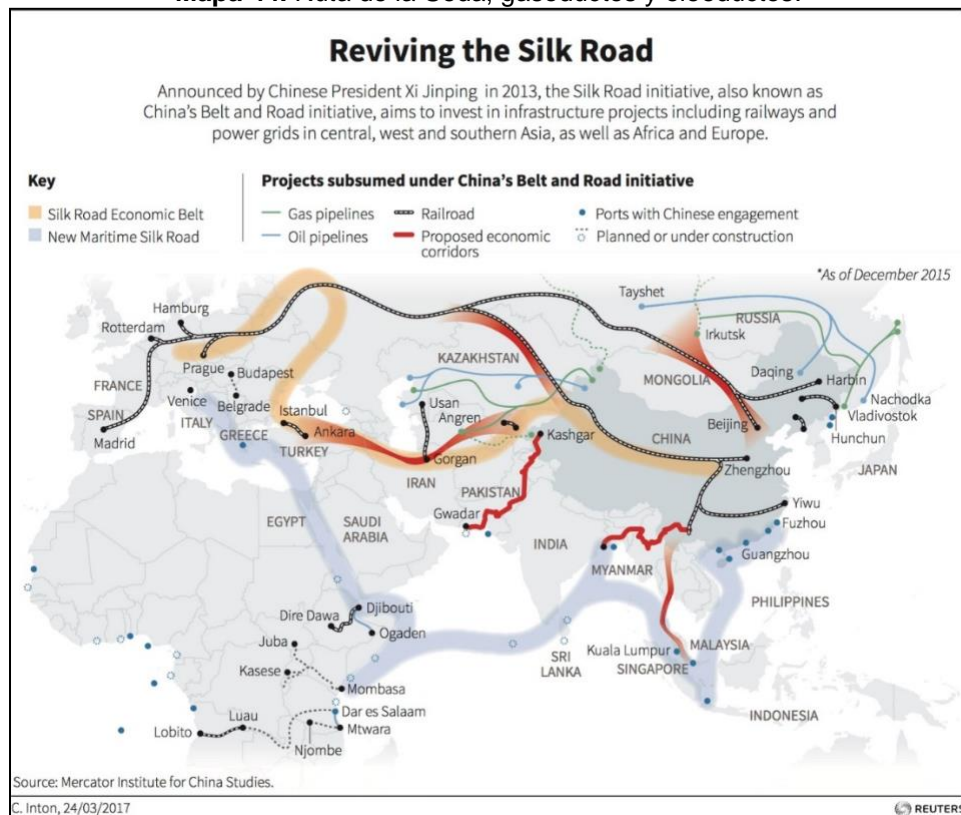 Mapa 14. Ruta de la Seda, gasoductos y oleoductos.
Reviving the Silk Road
Announced by Chinese President Xi Jinping in 2013, the Silk Road initiative, also known as
China's Belt and Road initiative, aims to invest in infrastructure projects including railways and
power grids in central, west and southern Asia, as well as Africa and Europe.
Key
Silk Road Economic Belt
New Maritime Silk Road
Projects subsumed under China's Belt and Road initiative
Gas pipelines
Oil pipelines
Railroad
Proposed economic
corridors
Ports with Chinese engagement
Planned or under construction
*As of December 2015
Tayshet
Hamburg
Rotterdam
RUSSIA
Irkutsk
KAZAKHSTAN
Prague
Budapest
MONGOLIA
Daqing
Harbin
FRANCE
Venice
Belgrade
Usan
Nachodka
ITALY
Istanbul
Angren
Vladivostok
SPAIN
GREECE
Ankara
Kashgar
CHINA
Beijing
Hunchun
Madrid
TURKEY
Gorgan
Zhengzhou
JAPAN
IRAN
PAKISTAN
Yiwu
Gwadar
Fuzhou
EGYPT
SAUDI
ARABIA
INDIA
Guangzhou
MYANMAR
PHILIPPINES
Djibouti
Dire Dawa
Ogaden
Juba
SRI
LANKA
Kuala Lumpur
MALAYSIA
SINGAPORE
Kasese
Mombasa
Dar es Salaam
INDONESIA
Luau
Lobito
Mtwara
Njombe
Source: Mercator Institute for China Studies.
C. Inton, 24/03/2017
REUTERS